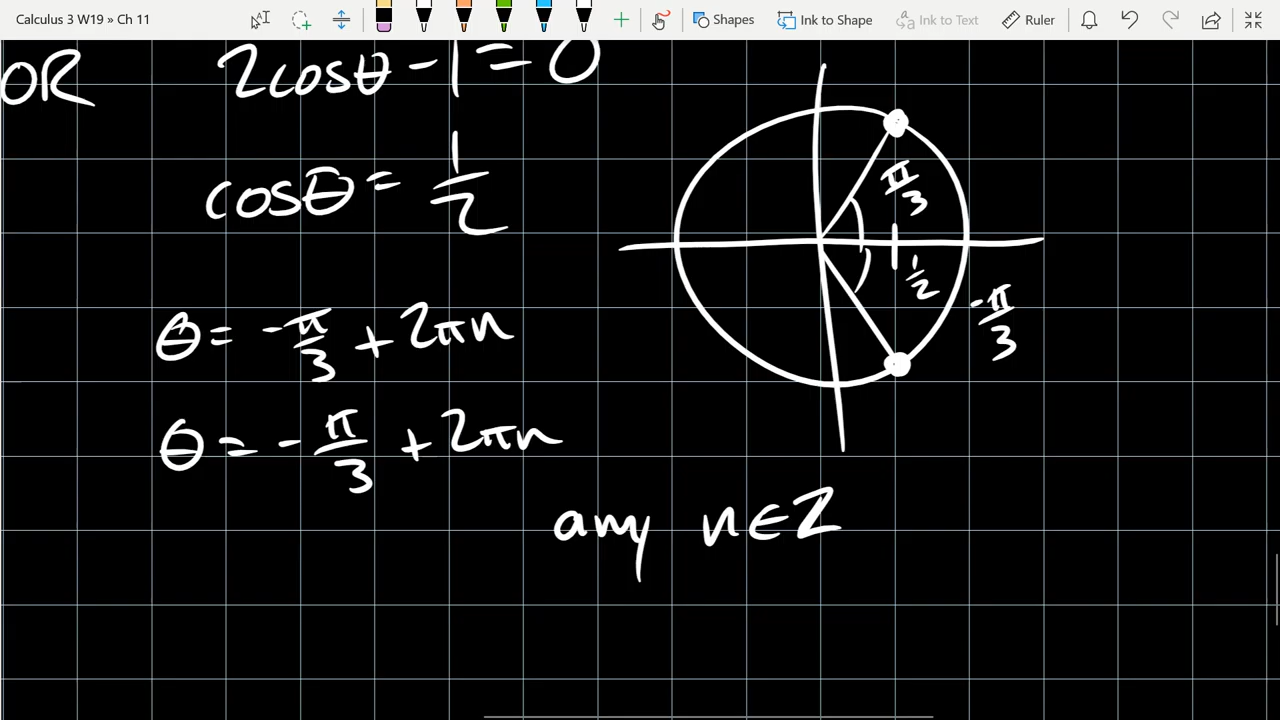 Calculus 3 W19 » Ch 11
Shapes
Ink to Shape
Ink to Text
Ruler
OR 2cosθ - 1 = 0
cosθ = 1/2
θ = -π/3 + 2πn
θ = -π/3 + 2πn
any n∈Z
π/3
1/2
-π/3